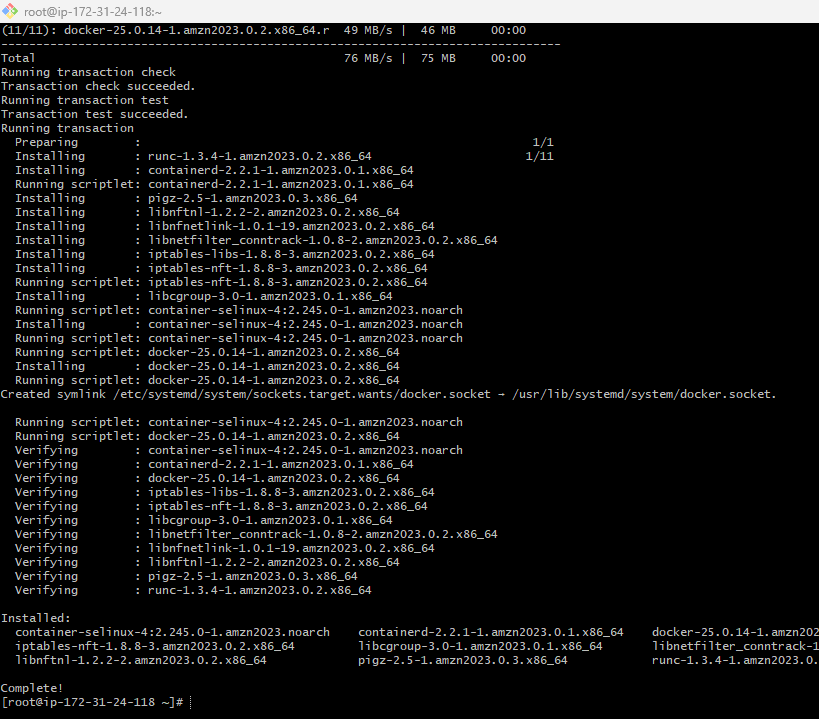 root@ip-172-31-24-118:~
(11/11): docker-25.0.14-1.amzn2023.0.2.x86_64.r  49 MB/s |  46 MB     00:00
--------------------------------------------------------------------------------
Total                                            76 MB/s |  75 MB     00:00
Running transaction check
Transaction check succeeded.
Running transaction test
Transaction test succeeded.
Running transaction
  Preparing        :                                                        1/1
  Installing       : runc-1.3.4-1.amzn2023.0.2.x86_64                      1/11
  Installing       : containerd-2.2.1-1.amzn2023.0.1.x86_64
  Running scriptlet: containerd-2.2.1-1.amzn2023.0.1.x86_64
  Installing       : pigz-2.5-1.amzn2023.0.3.x86_64
  Installing       : libnftnl-1.2.2-2.amzn2023.0.2.x86_64
  Installing       : libnfnetlink-1.0.1-19.amzn2023.0.2.x86_64
  Installing       : libnetfilter_conntrack-1.0.8-2.amzn2023.0.2.x86_64
  Installing       : iptables-libs-1.8.8-3.amzn2023.0.2.x86_64
  Installing       : iptables-nft-1.8.8-3.amzn2023.0.2.x86_64
  Running scriptlet: iptables-nft-1.8.8-3.amzn2023.0.2.x86_64
  Installing       : libcgroup-3.0-1.amzn2023.0.1.x86_64
  Running scriptlet: container-selinux-4:2.245.0-1.amzn2023.noarch
  Installing       : container-selinux-4:2.245.0-1.amzn2023.noarch
  Running scriptlet: container-selinux-4:2.245.0-1.amzn2023.noarch
  Running scriptlet: docker-25.0.14-1.amzn2023.0.2.x86_64
  Installing       : docker-25.0.14-1.amzn2023.0.2.x86_64
  Running scriptlet: docker-25.0.14-1.amzn2023.0.2.x86_64
Created symlink /etc/systemd/system/sockets.target.wants/docker.socket → /usr/lib/systemd/system/docker.socket.
  Running scriptlet: container-selinux-4:2.245.0-1.amzn2023.noarch
  Running scriptlet: docker-25.0.14-1.amzn2023.0.2.x86_64
  Verifying        : container-selinux-4:2.245.0-1.amzn2023.noarch
  Verifying        : containerd-2.2.1-1.amzn2023.0.1.x86_64
  Verifying        : docker-25.0.14-1.amzn2023.0.2.x86_64
  Verifying        : iptables-libs-1.8.8-3.amzn2023.0.2.x86_64
  Verifying        : iptables-nft-1.8.8-3.amzn2023.0.2.x86_64
  Verifying        : libcgroup-3.0-1.amzn2023.0.1.x86_64
  Verifying        : libnetfilter_conntrack-1.0.8-2.amzn2023.0.2.x86_64
  Verifying        : libnfnetlink-1.0.1-19.amzn2023.0.2.x86_64
  Verifying        : libnftnl-1.2.2-2.amzn2023.0.2.x86_64
  Verifying        : pigz-2.5-1.amzn2023.0.3.x86_64
  Verifying        : runc-1.3.4-1.amzn2023.0.2.x86_64
Installed:
  container-selinux-4:2.245.0-1.amzn2023.noarch    containerd-2.2.1-1.amzn2023.0.1.x86_64    docker-25.0.14-1.amzn202
  iptables-nft-1.8.8-3.amzn2023.0.2.x86_64         libcgroup-3.0-1.amzn2023.0.1.x86_64       libnetfilter_conntrack-1
  libnftnl-1.2.2-2.amzn2023.0.2.x86_64             pigz-2.5-1.amzn2023.0.3.x86_64            runc-1.3.4-1.amzn2023.0.
Complete!
[root@ip-172-31-24-118 ~]#